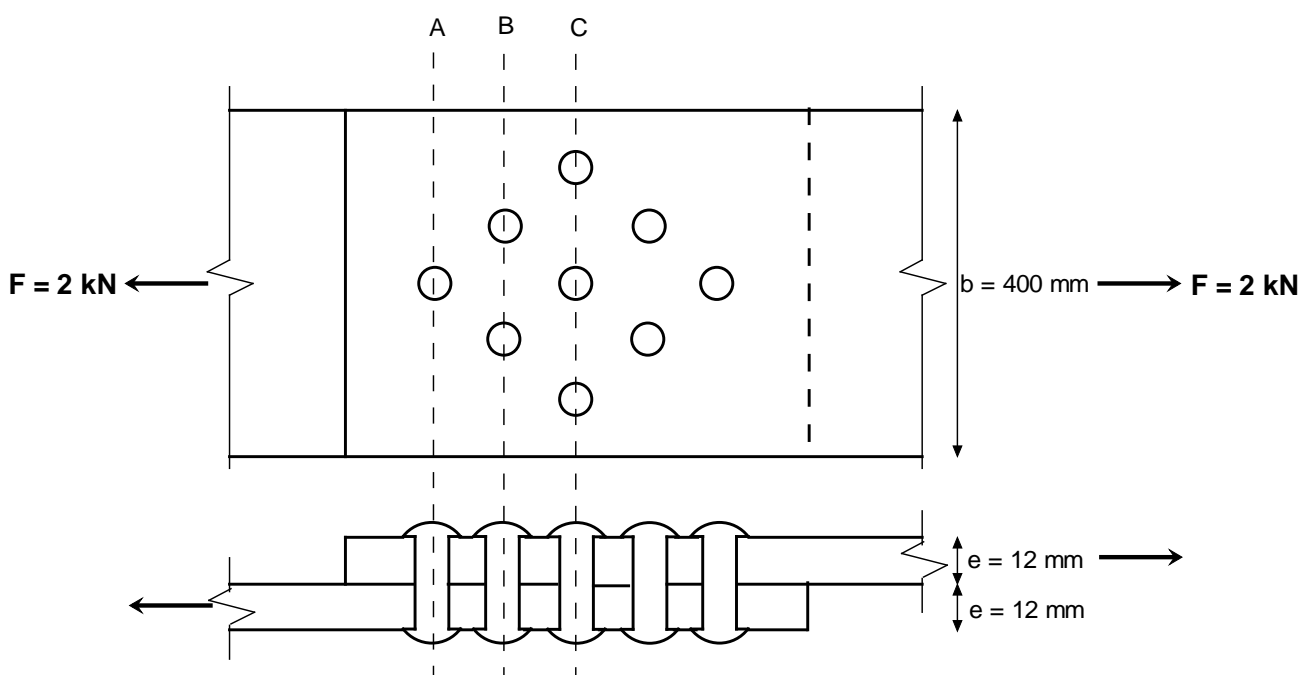 A
B
C
F = 2 kN
b = 400 mm
F = 2 kN
e = 12 mm
e = 12 mm